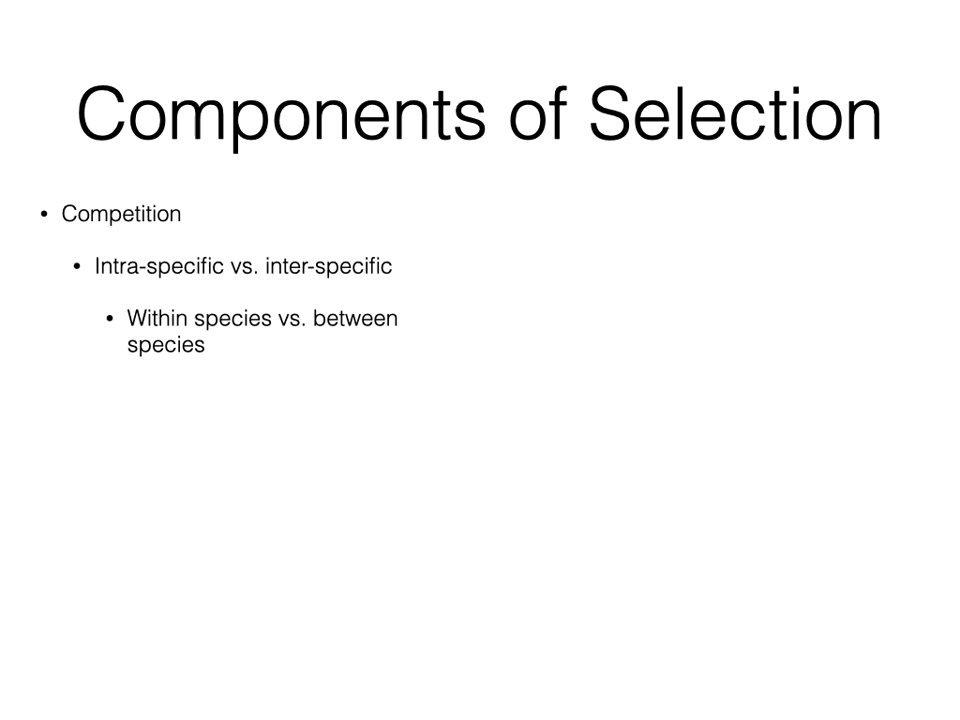 Components of Selection
• Competition
• Intra-specific vs. inter-specific
• Within species vs. between
species